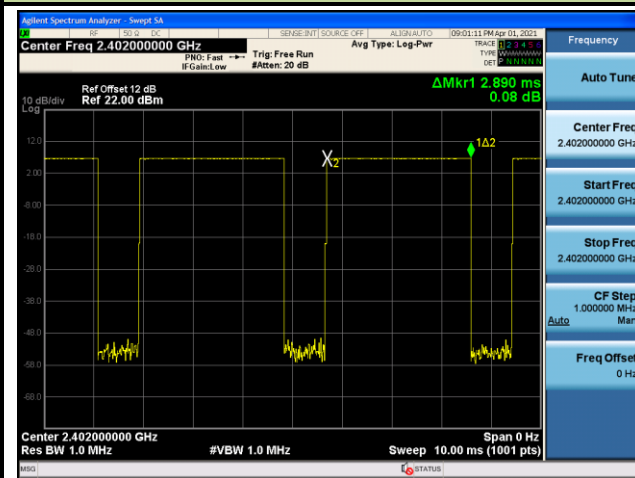 Agilent Spectrum Analyzer - Swept SA
RF 50 Ω DC SENSE:INT SOURCE OFF ALIGN AUTO 09:01:11 PM Apr 01, 2021
Center Freq 2.402000000 GHz
PNO: Fast
IFGain:Low
Trig: Free Run
#Atten: 20 dB
Avg Type: Log-Pwr
TRACE 1 2 3 4 5 6
TYPE
DET P N N N N N
Ref Offset 12 dB
10 dB/div Ref 22.00 dBm
Log
ΔMkr1 2.890 ms
0.08 dB
12.0
2.00
-8.00
-18.0
-28.0
-38.0
-48.0
-58.0
-68.0
X2
1Δ2
Center 2.402000000 GHz Span 0 Hz
Res BW 1.0 MHz #VBW 1.0 MHz Sweep 10.00 ms (1001 pts)
MSG STATUS
Frequency
Auto Tune
Center Freq
2.402000000 GHz
Start Freq
2.402000000 GHz
Stop Freq
2.402000000 GHz
CF Step
1.000000 MHz
Auto Man
Freq Offset
0 Hz